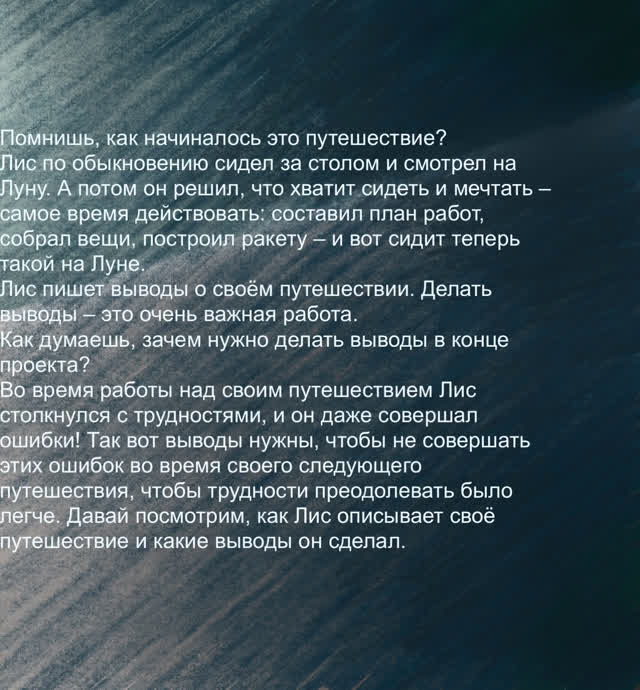 Помнишь, как начиналось это путешествие?
Лис по обыкновению сидел за столом и смотрел на
Луну. А потом он решил, что хватит сидеть и мечтать –
самое время действовать: составил план работ,
собрал вещи, построил ракету – и вот сидит теперь
такой на Луне.
Лис пишет выводы о своём путешествии. Делать
выводы – это очень важная работа.
Как думаешь, зачем нужно делать выводы в конце
проекта?
Во время работы над своим путешествием Лис
столкнулся с трудностями, и он даже совершал
ошибки! Так вот выводы нужны, чтобы не совершать
этих ошибок во время своего следующего
путешествия, чтобы трудности преодолевать было
легче. Давай посмотрим, как Лис описывает своё
путешествие и какие выводы он сделал.